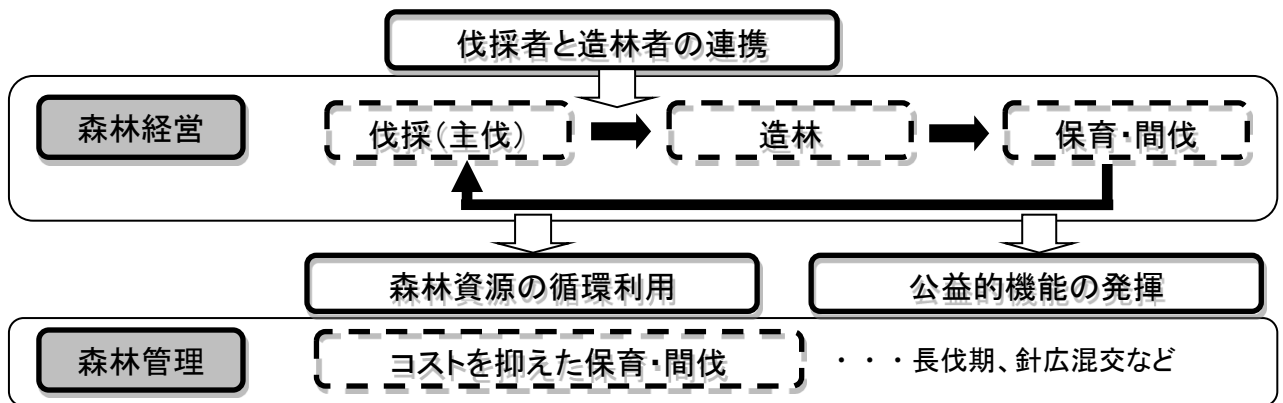 伐採者と造林者の連携
森林経営
伐採(主伐)
造林
保育・間伐
森林資源の循環利用
公益的機能の発揮
森林管理
コストを抑えた保育・間伐
・・・長伐期、針広混交など